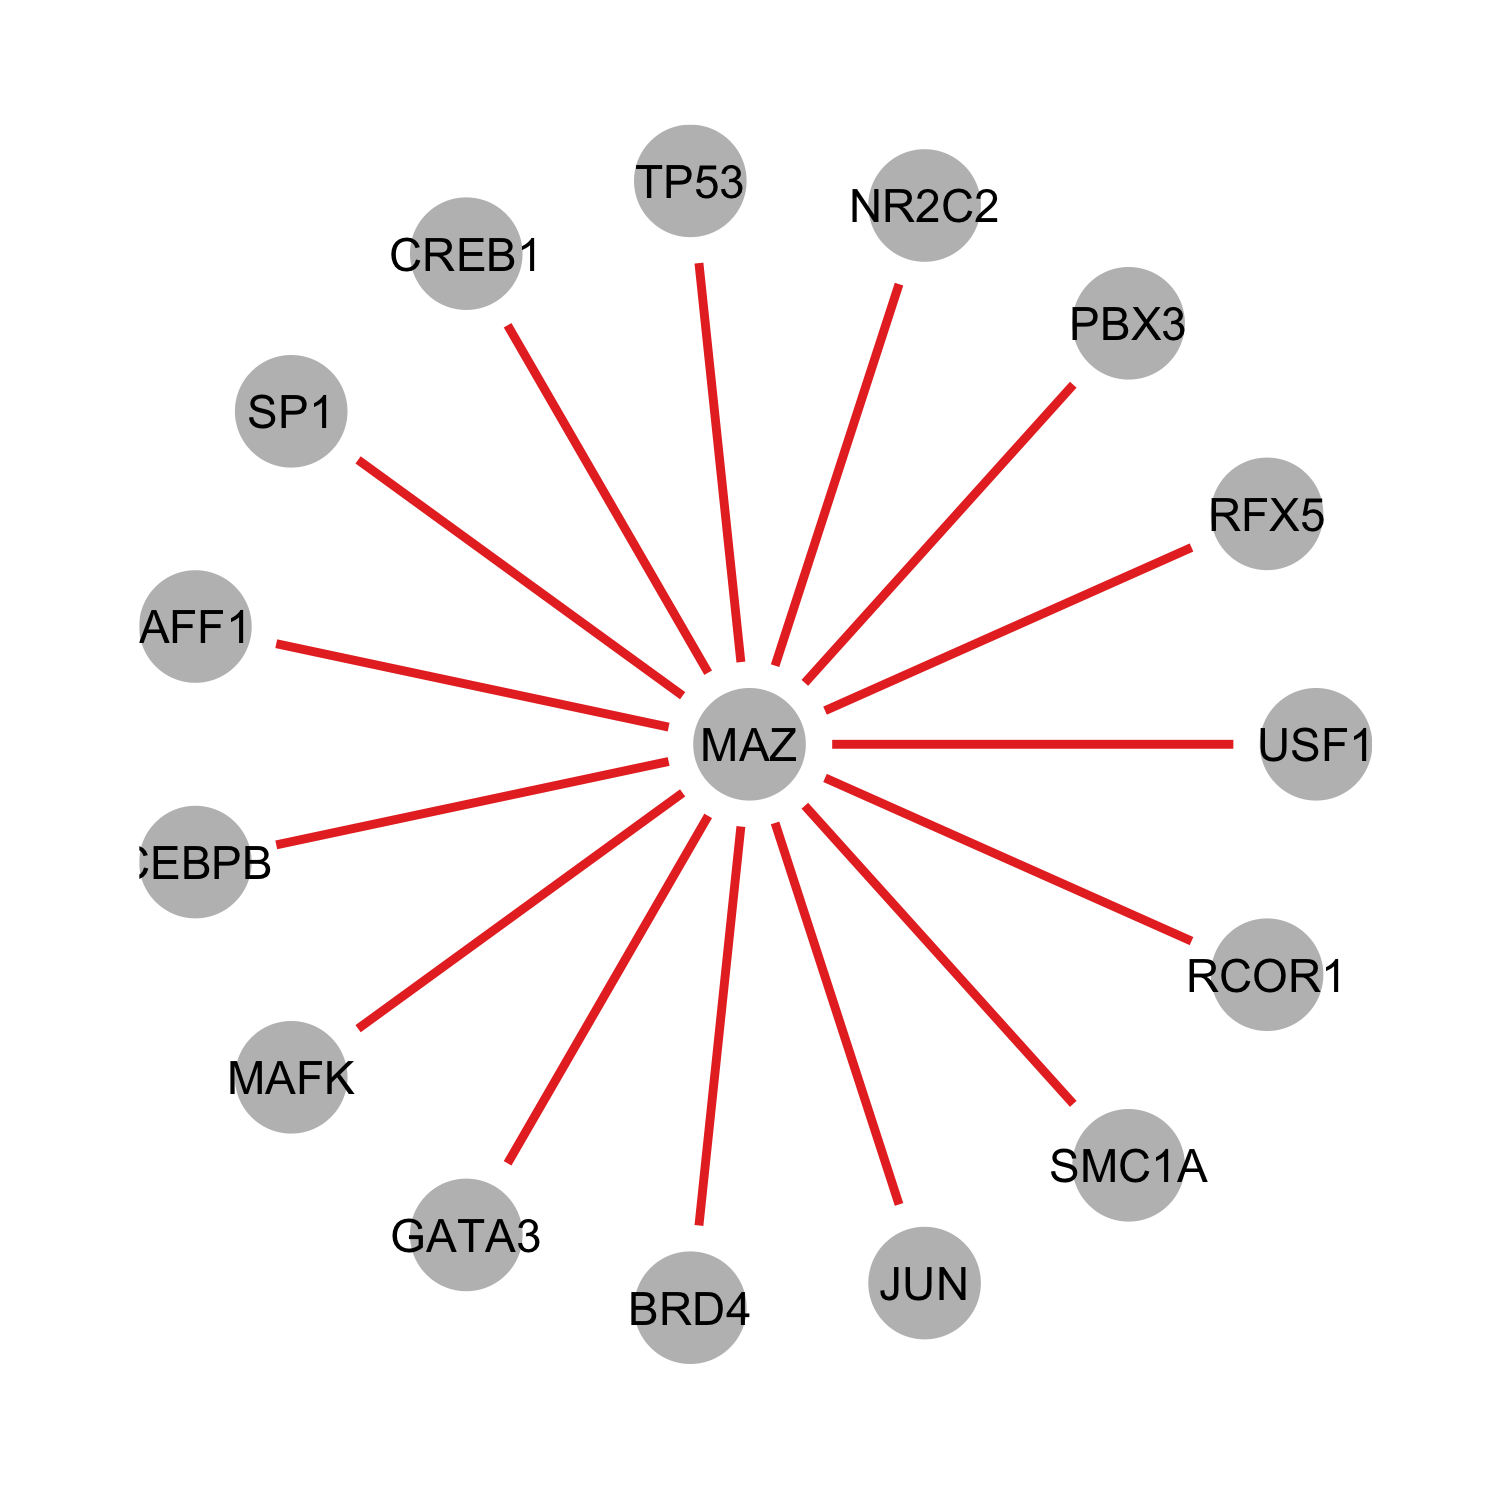 TP53
NR2C2
CREB1
PBX3
SP1
RFX5
AFF1
MAZ
USF1
CEBPB
RCOR1
MAFK
SMC1A
GATA3
JUN
BRD4